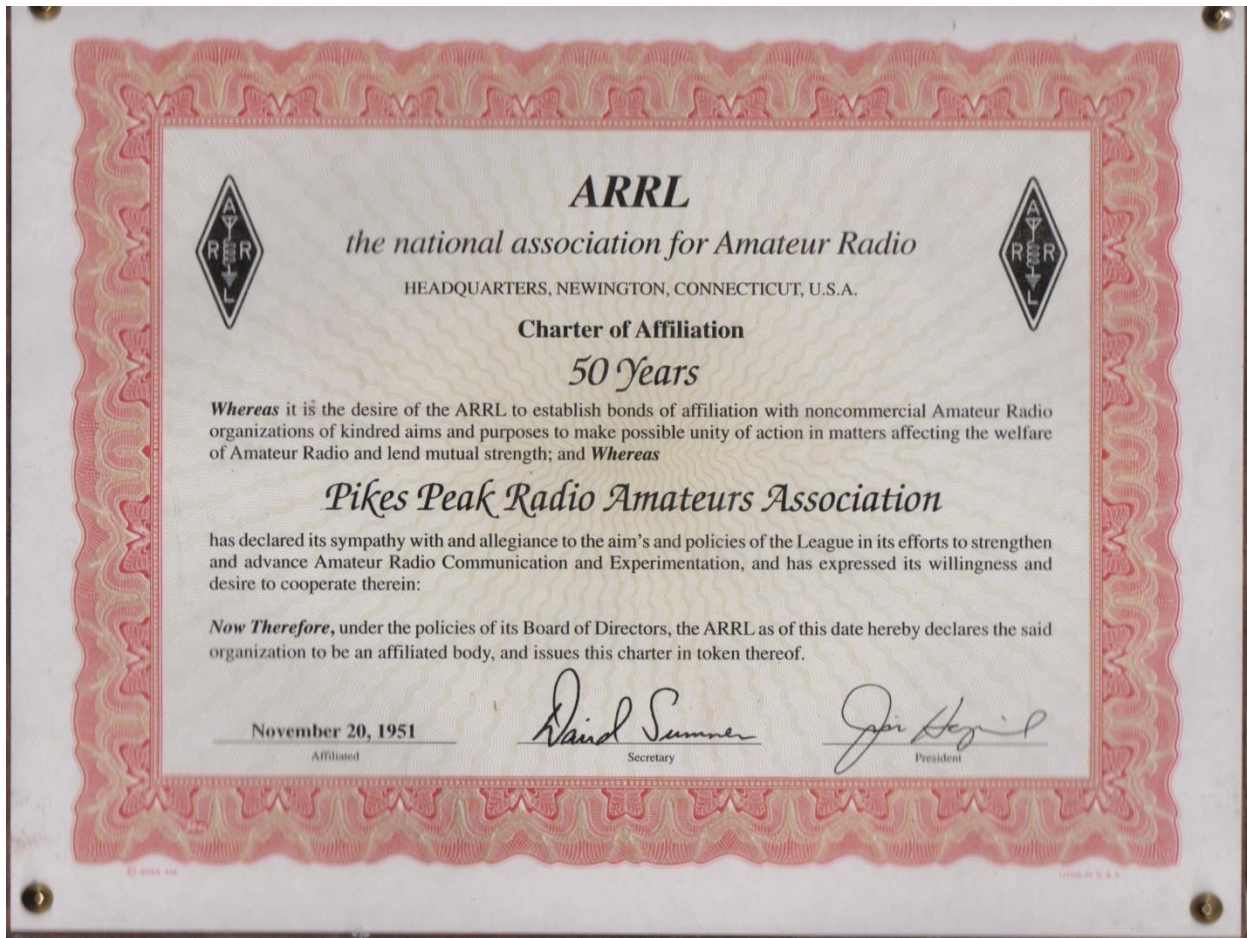 ARRL
the national association for Amateur Radio
HEADQUARTERS, NEWINGTON, CONNECTICUT, U.S.A.
A
R R
L
A
R R
L
Charter of Affiliation
50 Years
Whereas it is the desire of the ARRL to establish bonds of affiliation with noncommercial Amateur Radio
organizations of kindred aims and purposes to make possible unity of action in matters affecting the welfare
of Amateur Radio and lend mutual strength; and Whereas
Pikes Peak Radio Amateurs Association
has declared its sympathy with and allegiance to the aim's and policies of the League in its efforts to strengthen
and advance Amateur Radio Communication and Experimentation, and has expressed its willingness and
desire to cooperate therein:
Now Therefore, under the policies of its Board of Directors, the ARRL as of this date hereby declares the said
organization to be an affiliated body, and issues this charter in token thereof.
November 20, 1951
Affiliated
David Sumner
Secretary
Jim
President
LITHO IN U.S.A.